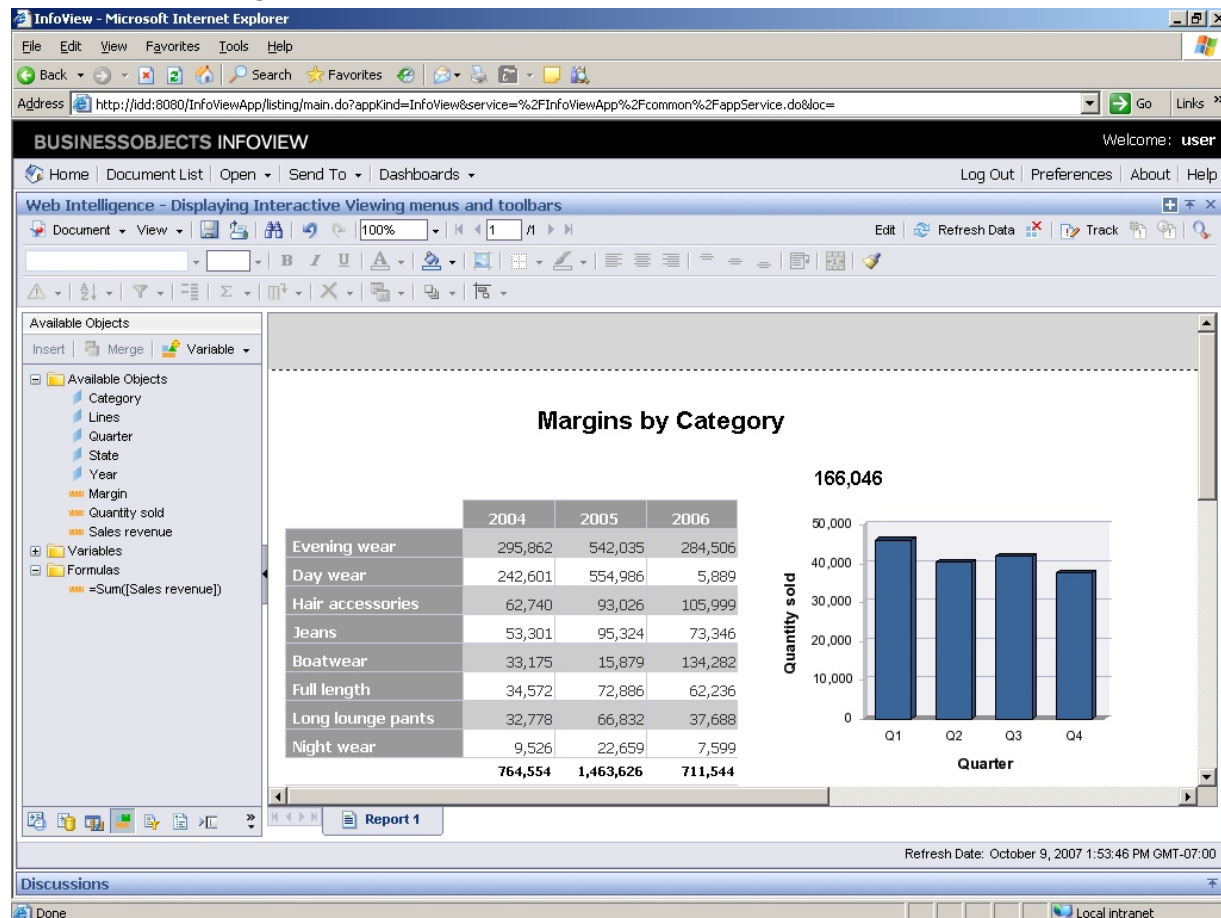 InfoView - Microsoft Internet Explorer
File Edit View Favorites Tools Help
Back Search Favorites
Address http://idd:8080/InfoViewApp/listing/main.do?appKind=InfoView&service=%2FInfoViewApp%2Fcommon%2FappService.do&loc= Go Links »
BUSINESSOBJECTS INFOVIEW Welcome: user
Home Document List Open Send To Dashboards Log Out Preferences About Help
Web Intelligence - Displaying Interactive Viewing menus and toolbars
Document View 100% 1 /1 Edit Refresh Data Track
B I U A
Available Objects
Insert Merge Variable
Available Objects
Category
Lines
Quarter
State
Year
Margin
Quantity sold
Sales revenue
Variables
Formulas
=Sum([Sales revenue])
Margins by Category
166,046
2004 2005 2006
Evening wear 295,862 542,035 284,506
Day wear 242,601 554,986 5,889
Hair accessories 62,740 93,026 105,999
Jeans 53,301 95,324 73,346
Boatwear 33,175 15,879 134,282
Full length 34,572 72,886 62,236
Long lounge pants 32,778 66,832 37,688
Night wear 9,526 22,659 7,599
764,554 1,463,626 711,544
Quantity sold
50,000
40,000
30,000
20,000
10,000
0
Q1 Q2 Q3 Q4
Quarter
Report 1
Refresh Date: October 9, 2007 1:53:46 PM GMT-07:00
Discussions
Done Local intranet